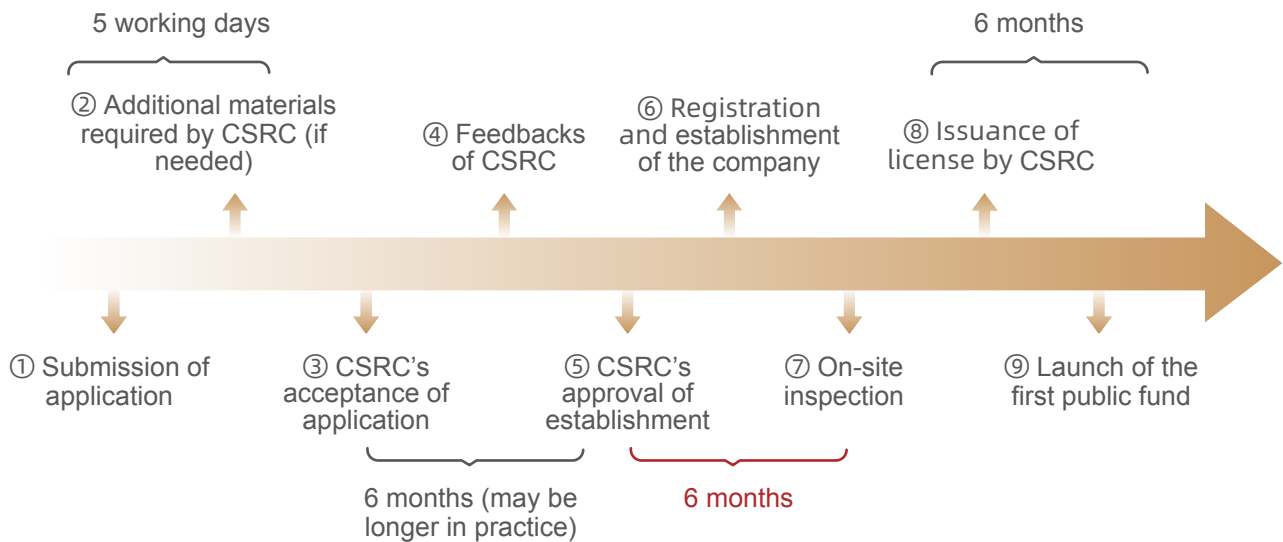 5 working days
6 months
② Additional materials
required by CSRC (if
needed)
④ Feedbacks
of CSRC
⑥ Registration
and establishment
of the company
⑧ Issuance of
license by CSRC
① Submission of
application
③ CSRC's
acceptance of
application
⑤ CSRC's
approval of
establishment
⑦ On-site
inspection
⑨ Launch of the
first public fund
6 months (may be
longer in practice)
6 months